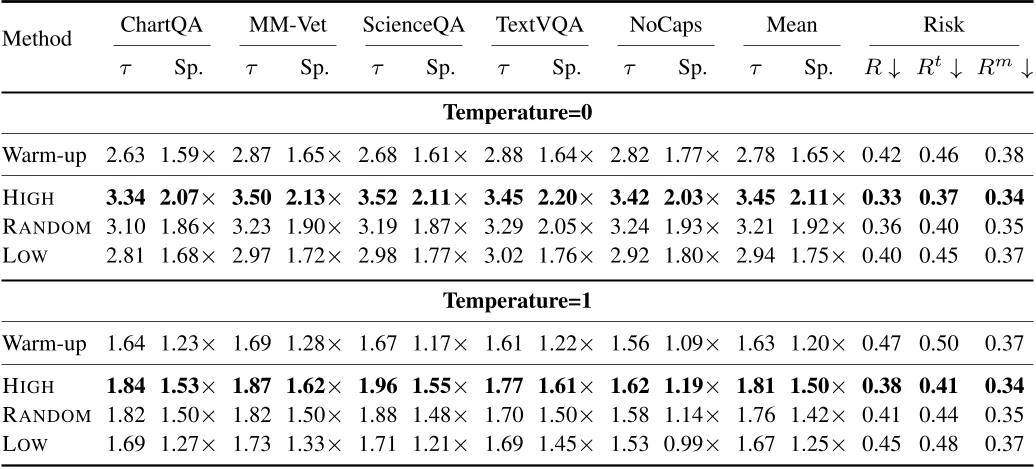 Method ChartQA MM-Vet ScienceQA TextVQA NoCaps Mean Risk
τ Sp. τ Sp. τ Sp. τ Sp. τ Sp. τ Sp. R ↓ Rᵗ ↓ Rᵐ ↓
Temperature=0
Warm-up 2.63 1.59× 2.87 1.65× 2.68 1.61× 2.88 1.64× 2.82 1.77× 2.78 1.65× 0.42 0.46 0.38
HIGH 3.34 2.07× 3.50 2.13× 3.52 2.11× 3.45 2.20× 3.42 2.03× 3.45 2.11× 0.33 0.37 0.34
RANDOM 3.10 1.86× 3.23 1.90× 3.19 1.87× 3.29 2.05× 3.24 1.93× 3.21 1.92× 0.36 0.40 0.35
LOW 2.81 1.68× 2.97 1.72× 2.98 1.77× 3.02 1.76× 2.92 1.80× 2.94 1.75× 0.40 0.45 0.37
Temperature=1
Warm-up 1.64 1.23× 1.69 1.28× 1.67 1.17× 1.61 1.22× 1.56 1.09× 1.63 1.20× 0.47 0.50 0.37
HIGH 1.84 1.53× 1.87 1.62× 1.96 1.55× 1.77 1.61× 1.62 1.19× 1.81 1.50× 0.38 0.41 0.34
RANDOM 1.82 1.50× 1.82 1.50× 1.88 1.48× 1.70 1.50× 1.58 1.14× 1.76 1.42× 0.41 0.44 0.35
LOW 1.69 1.27× 1.73 1.33× 1.71 1.21× 1.69 1.45× 1.53 0.99× 1.67 1.25× 0.45 0.48 0.37